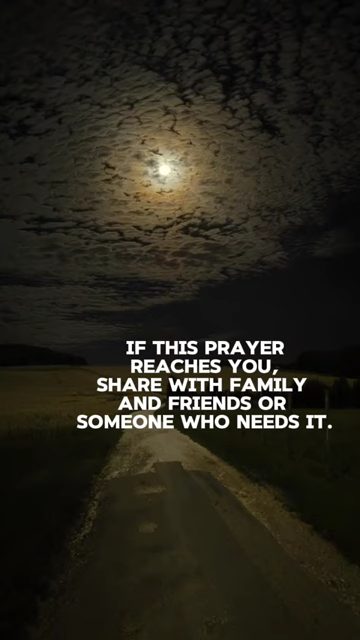 IF THIS PRAYER
REACHES YOU,
SHARE WITH FAMILY
AND FRIENDS OR
SOMEONE WHO NEEDS IT.